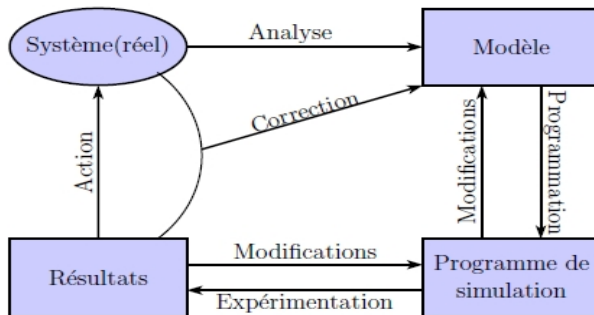 Système(réel)
Analyse
Modèle
Correction
Action
Modifications
Programmation
Résultats
Modifications
Expérimentation
Programme de
simulation